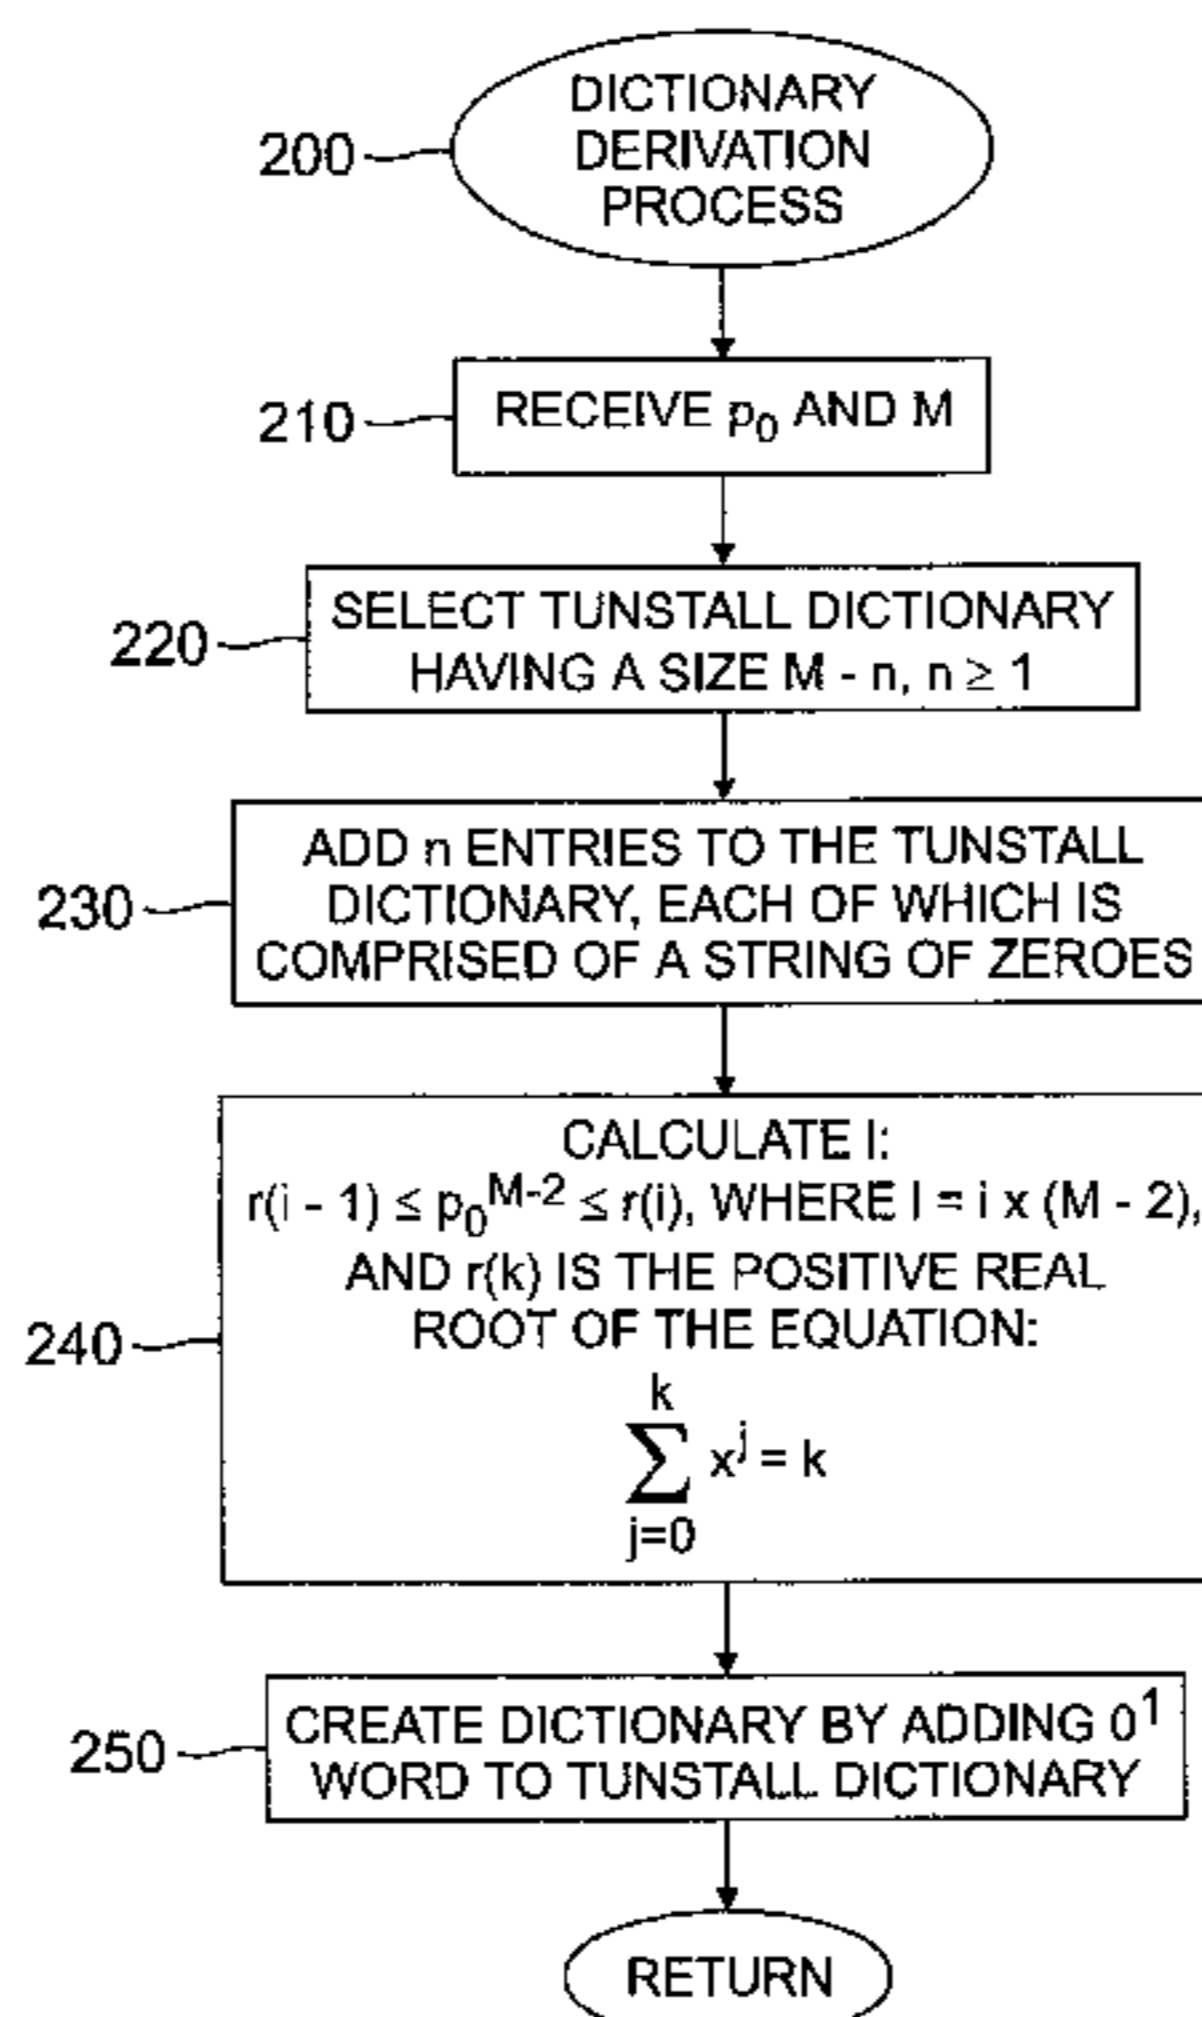 DICTIONARY
DERIVATION
PROCESS
200
210
RECEIVE p₀ AND M
220
SELECT TUNSTALL DICTIONARY
HAVING A SIZE M - n, n ≥ 1
230
ADD n ENTRIES TO THE TUNSTALL
DICTIONARY, EACH OF WHICH IS
COMPRISED OF A STRING OF ZEROES
240
CALCULATE l:
r(i - 1) ≤ p₀^{M-2} ≤ r(i), WHERE l = i x (M - 2),
AND r(k) IS THE POSITIVE REAL
ROOT OF THE EQUATION:
k
∑ x^j = k
j=0
250
CREATE DICTIONARY BY ADDING 0^1
WORD TO TUNSTALL DICTIONARY
RETURN